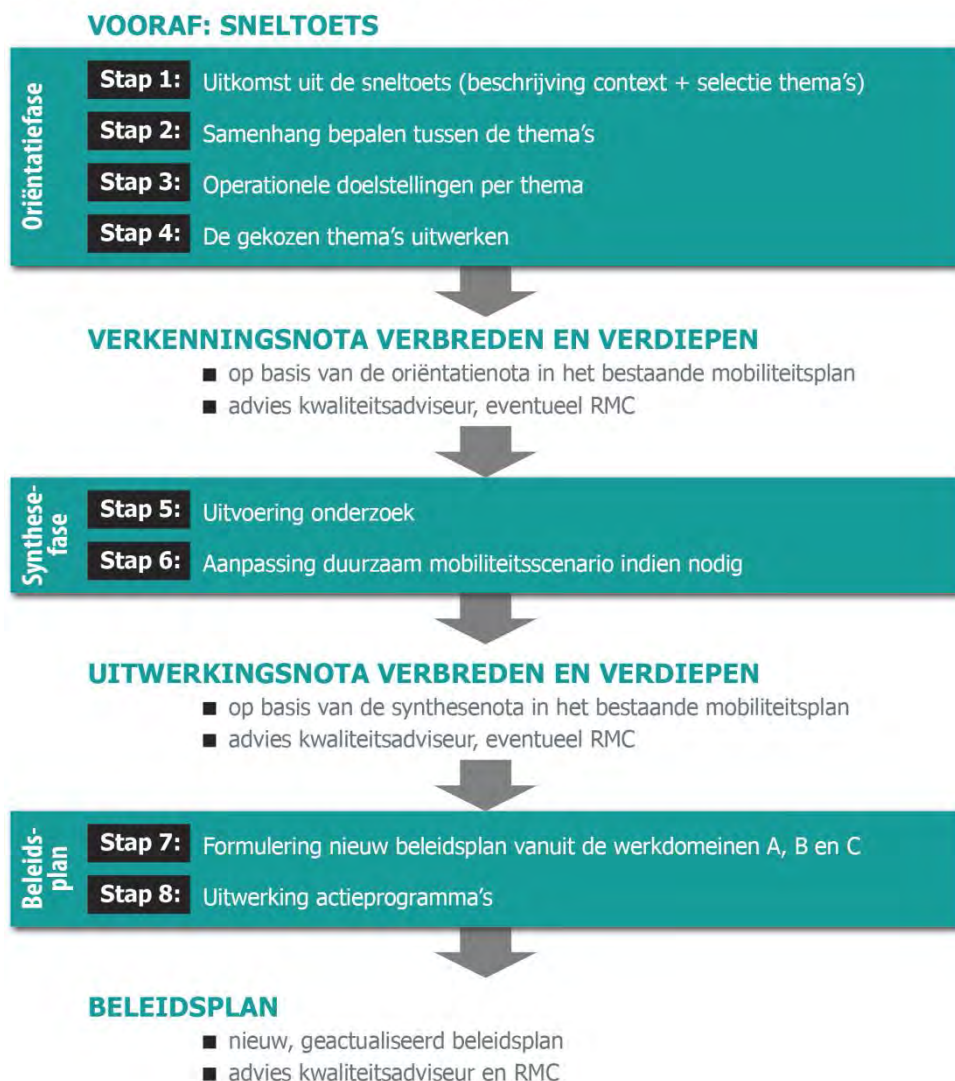 VOORAF: SNELTOETS
Oriëntatiefase
Stap 1: Uitkomst uit de sneltoets (beschrijving context + selectie thema's)
Stap 2: Samenhang bepalen tussen de thema's
Stap 3: Operationele doelstellingen per thema
Stap 4: De gekozen thema's uitwerken
VERKENNINGSNOTA VERBREDEN EN VERDIEPEN
■ op basis van de oriëntatienota in het bestaande mobiliteitsplan
■ advies kwaliteitsadviseur, eventueel RMC
Synthese-
fase
Stap 5: Uitvoering onderzoek
Stap 6: Aanpassing duurzaam mobiliteitsscenario indien nodig
UITWERKINGSNOTA VERBREDEN EN VERDIEPEN
■ op basis van de synthesenota in het bestaande mobiliteitsplan
■ advies kwaliteitsadviseur, eventueel RMC
Beleids-
plan
Stap 7: Formulering nieuw beleidsplan vanuit de werkdomeinen A, B en C
Stap 8: Uitwerking actieprogramma's
BELEIDSPLAN
■ nieuw, geactualiseerd beleidsplan
■ advies kwaliteitsadviseur en RMC